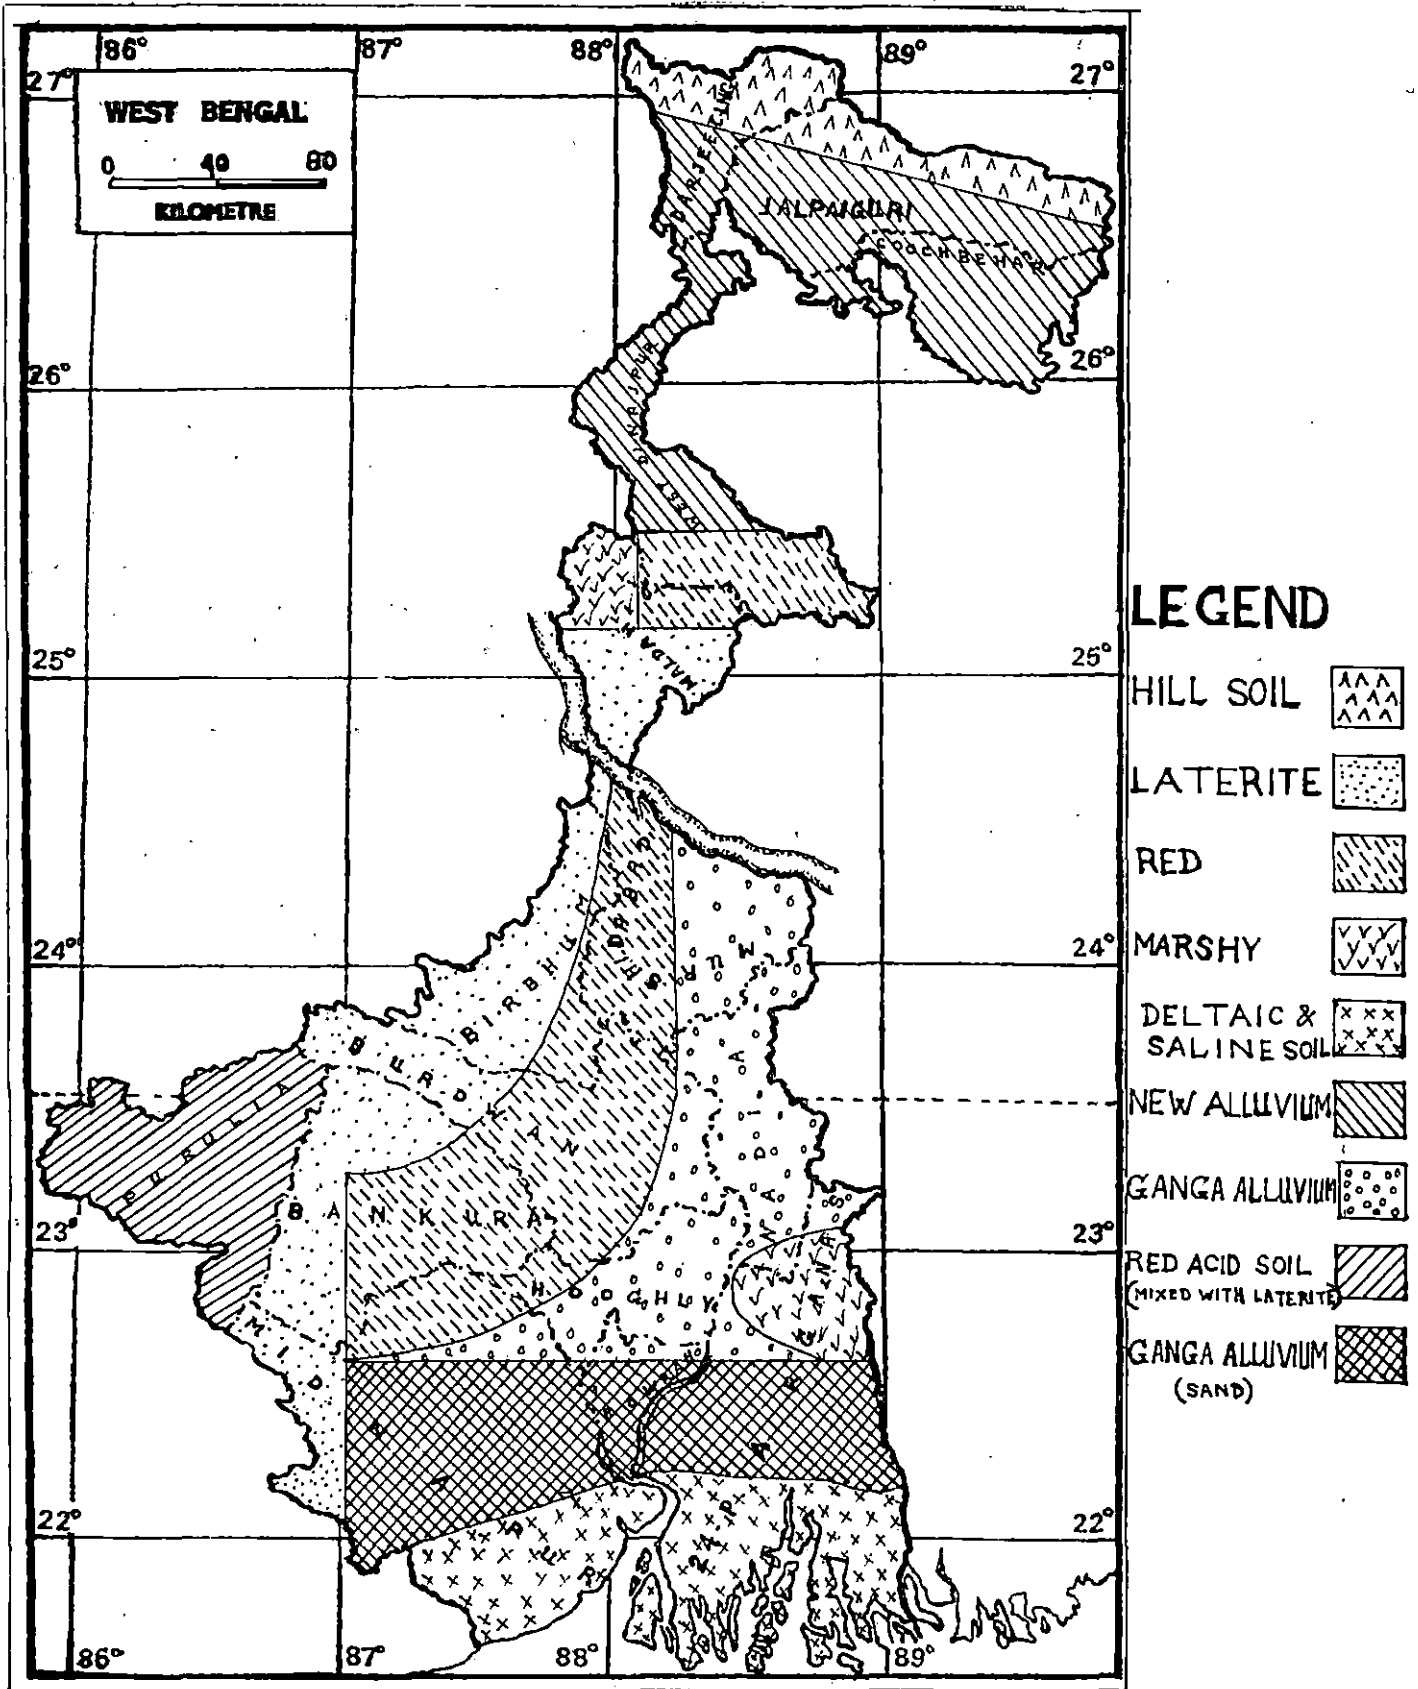 86° 87° 88° 89°
27° 27°
WEST BENGAL
0 40 80
KILOMETRE
DARJEELING
JALPAIGURI
COOCHBEHAR
26° 26°
WEST DINAJPUR
25° 25°
MALDA
24° 24°
MURSHIDABAD
BIRBHUM
BURDWAN
PURULIA
BANKURA
NADIA
23° 23°
HOOGHLY
HOWRAH
MIDNAPUR
24-PARGANAS
22° 22°
86° 87° 88° 89°
LEGEND
HILL SOIL
LATERITE
RED
MARSHY
DELTAIC &
SALINE SOIL
NEW ALLUVIUM
GANGA ALLUVIUM
RED ACID SOIL
(MIXED WITH LATERITE)
GANGA ALLUVIUM
(SAND)